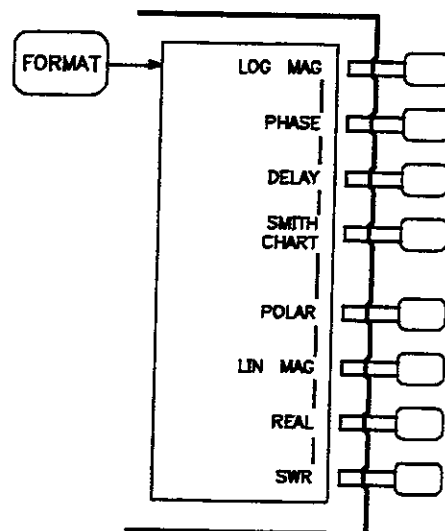 FORMAT
LOG MAG
PHASE
DELAY
SMITH
CHART
POLAR
LIN MAG
REAL
SWR